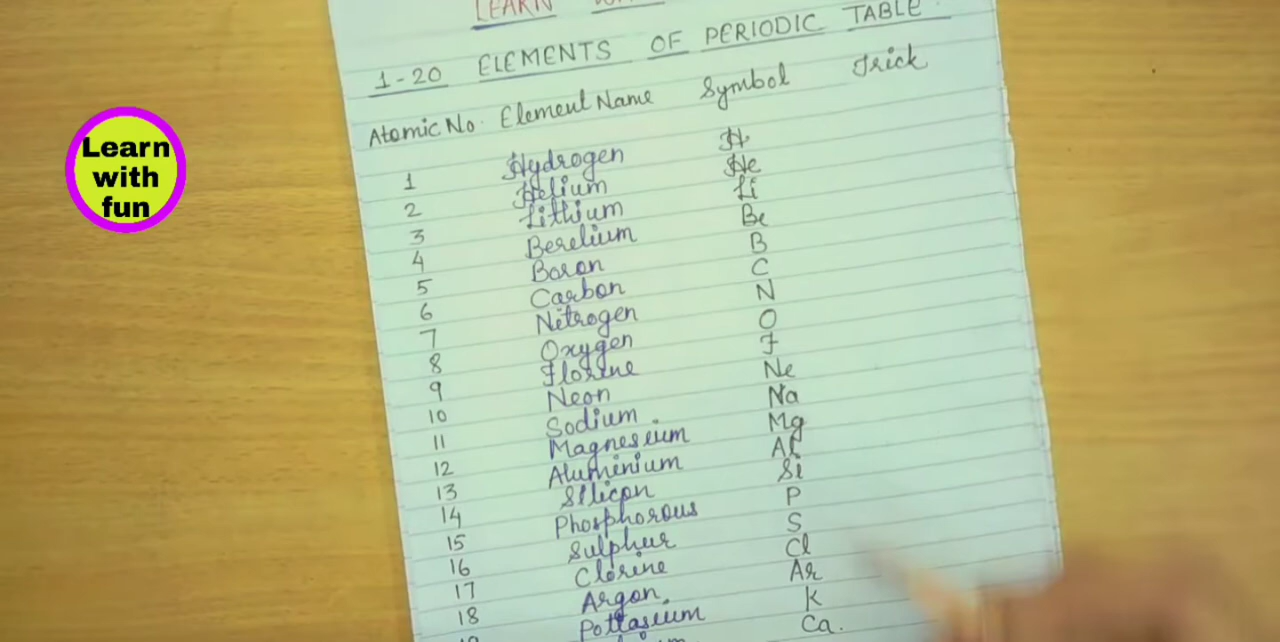 LEARN
1-20 ELEMENTS OF PERIODIC TABLE
Atomic No. Element Name Symbol Trick
1 Hydrogen H
2 Helium He
3 Lithium Li
4 Berelium Be
5 Boron B
6 Carbon C
7 Nitrogen N
8 Oxygen O
9 Florine F
10 Neon Ne
11 Sodium Na
12 Magnesium Mg
13 Aluminium Al
14 Silicon Si
15 Phosphorous P
16 Sulphur S
17 Clorine Cl
18 Argon Ar
Pottasium K
Ca.
Learn
with
fun